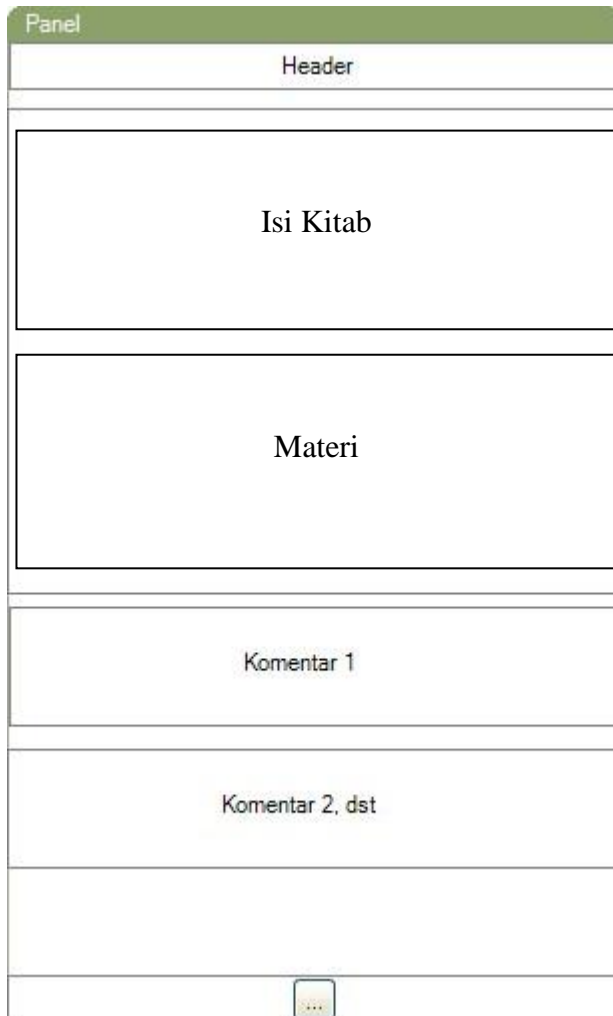 Panel
Header
Isi Kitab
Materi
Komentar 1
Komentar 2, dst
...